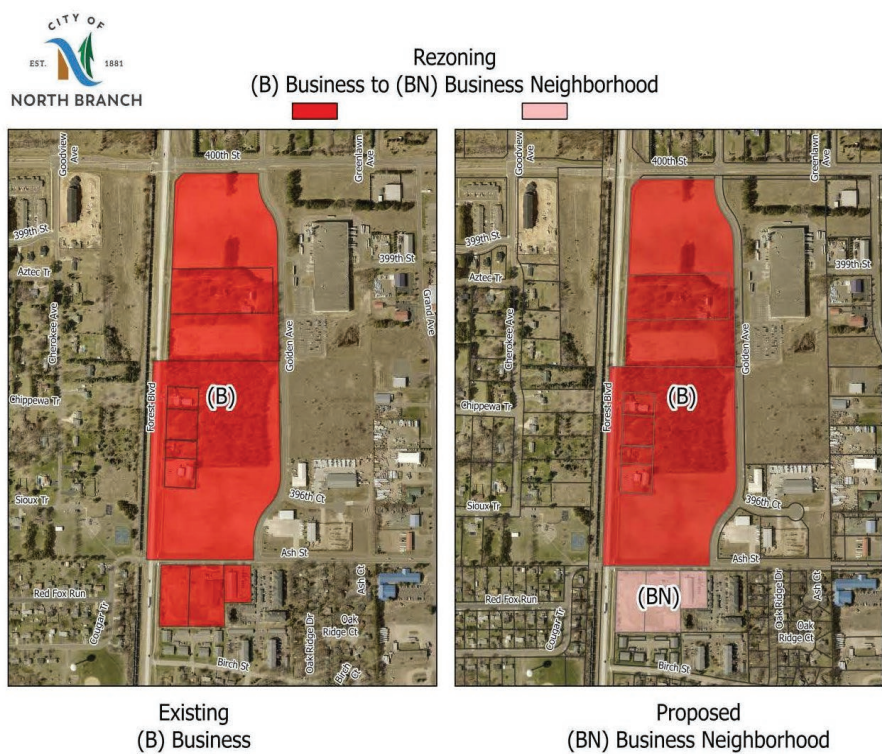 CITY OF
EST. 1881
NORTH BRANCH
Rezoning
(B) Business to (BN) Business Neighborhood
Goodview Ave
400th St
Greenlawn Ave
399th St
399th St
Aztec Tr
Cherokee Ave
Golden Ave
Grand Ave
Chippewa Tr
Forest Blvd
(B)
Sioux Tr
396th Ct
Ash St
Red Fox Run
Cougar Tr
Oak Ridge Dr
Ash Ct
Oak Ridge Ct
Birch St
Birch Ct
Existing
(B) Business
Goodview Ave
400th St
Greenlawn Ave
399th St
399th St
Aztec Tr
Cherokee Ave
Golden Ave
Grand Ave
Chippewa Tr
Forest Blvd
(B)
Sioux Tr
396th Ct
Ash St
(BN)
Red Fox Run
Cougar Tr
Oak Ridge Dr
Ash Ct
Oak Ridge Ct
Birch St
Birch Ct
Proposed
(BN) Business Neighborhood